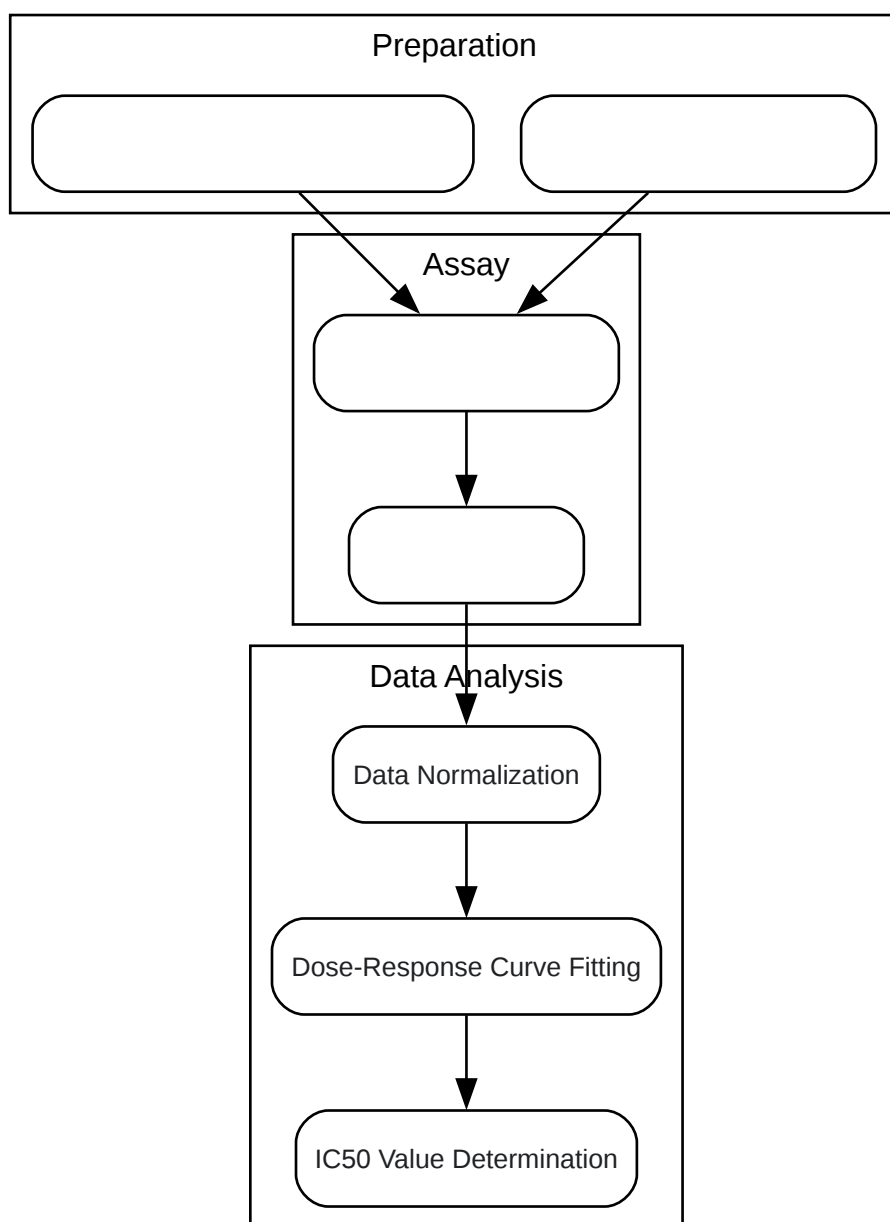 Preparation
Assay
Data Analysis
Data Normalization
Dose-Response Curve Fitting
IC50 Value Determination